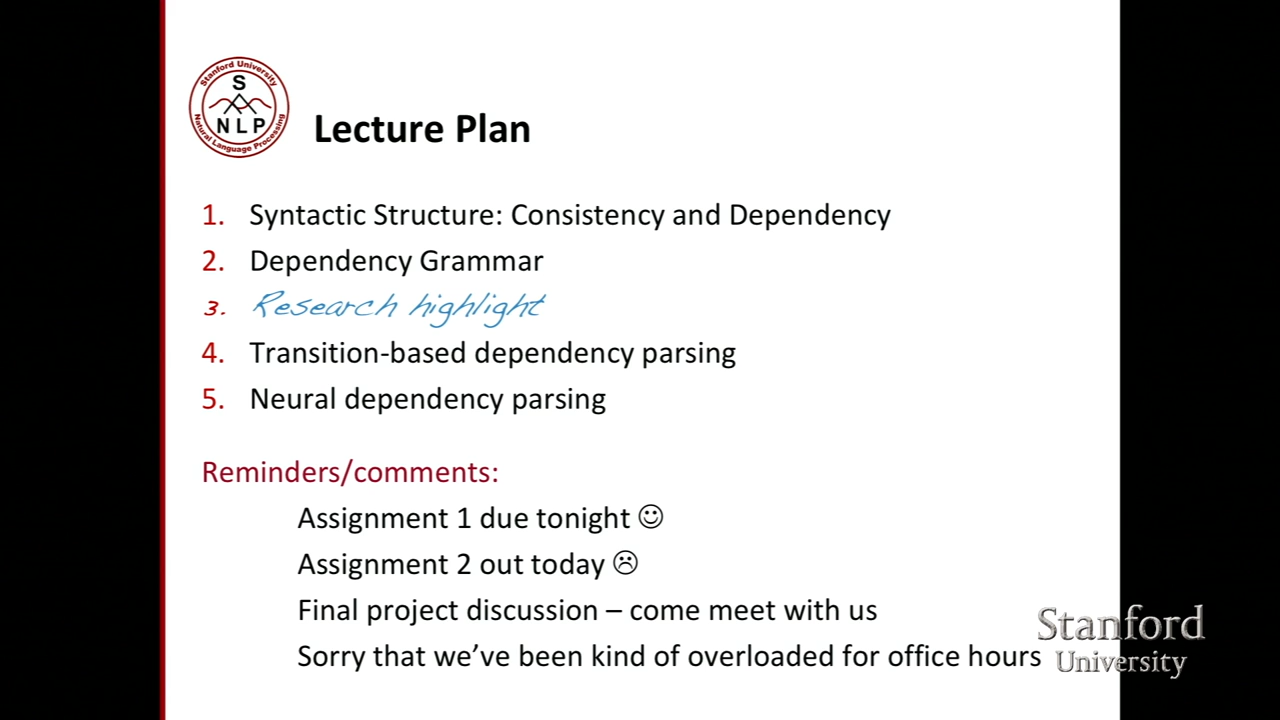 Stanford University
S
NLP
Natural Language Processing
Lecture Plan
1. Syntactic Structure: Consistency and Dependency
2. Dependency Grammar
3. Research highlight
4. Transition-based dependency parsing
5. Neural dependency parsing
Reminders/comments:
Assignment 1 due tonight ☺
Assignment 2 out today ☹
Final project discussion – come meet with us
Sorry that we’ve been kind of overloaded for office hours
Stanford
University